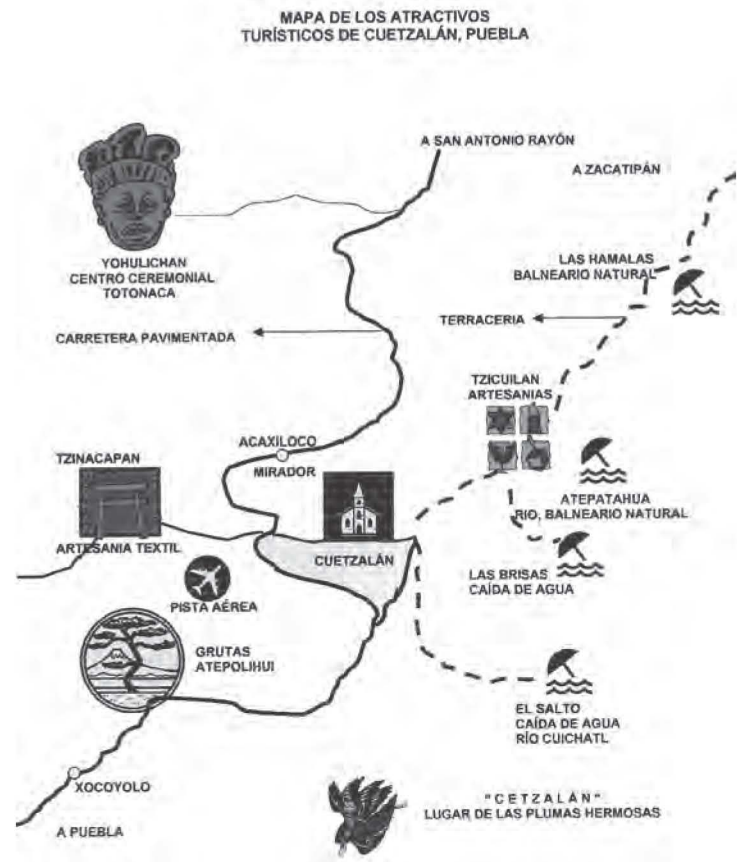 MAPA DE LOS ATRACTIVOS
TURÍSTICOS DE CUETZALÁN, PUEBLA
A SAN ANTONIO RAYÓN
A ZACATIPÁN
YOHULICHAN
CENTRO CEREMONIAL
TOTONACA
LAS HAMALAS
BALNEARIO NATURAL
CARRETERA PAVIMENTADA
TERRACERIA
TZICUILAN
ARTESANIAS
ACAXILOCO
MIRADOR
TZINACAPAN
ARTESANIA TEXTIL
CUETZALÁN
ATEPATAHUA
RIO, BALNEARIO NATURAL
LAS BRISAS
CAÍDA DE AGUA
PISTA AÉREA
GRUTAS
ATEPOLIHUI
EL SALTO
CAÍDA DE AGUA
RÍO CUICHATL
XOCOYOLO
A PUEBLA
"CETZALÁN"
LUGAR DE LAS PLUMAS HERMOSAS